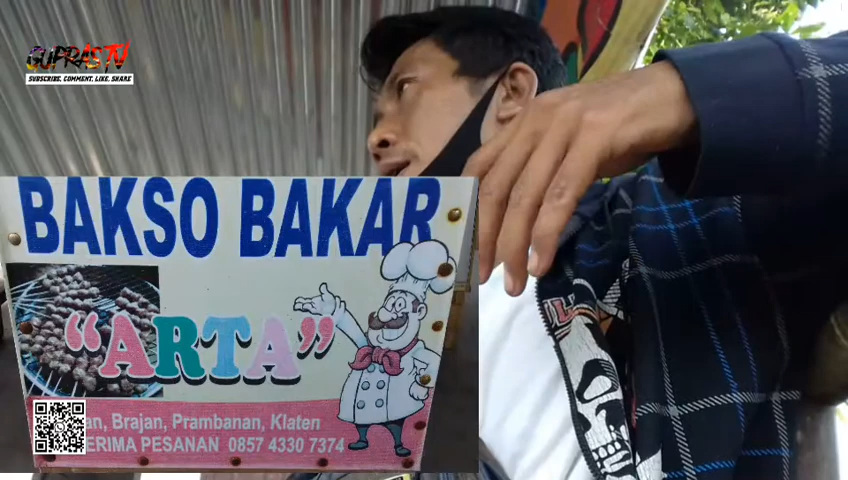 GUPRAS TV
SUBSCRIBE, COMMENT, LIKE, SHARE
BAKSO BAKAR
“ARTA”
Brajan, Prambanan, Klaten
PESANAN 0857 4330 7374